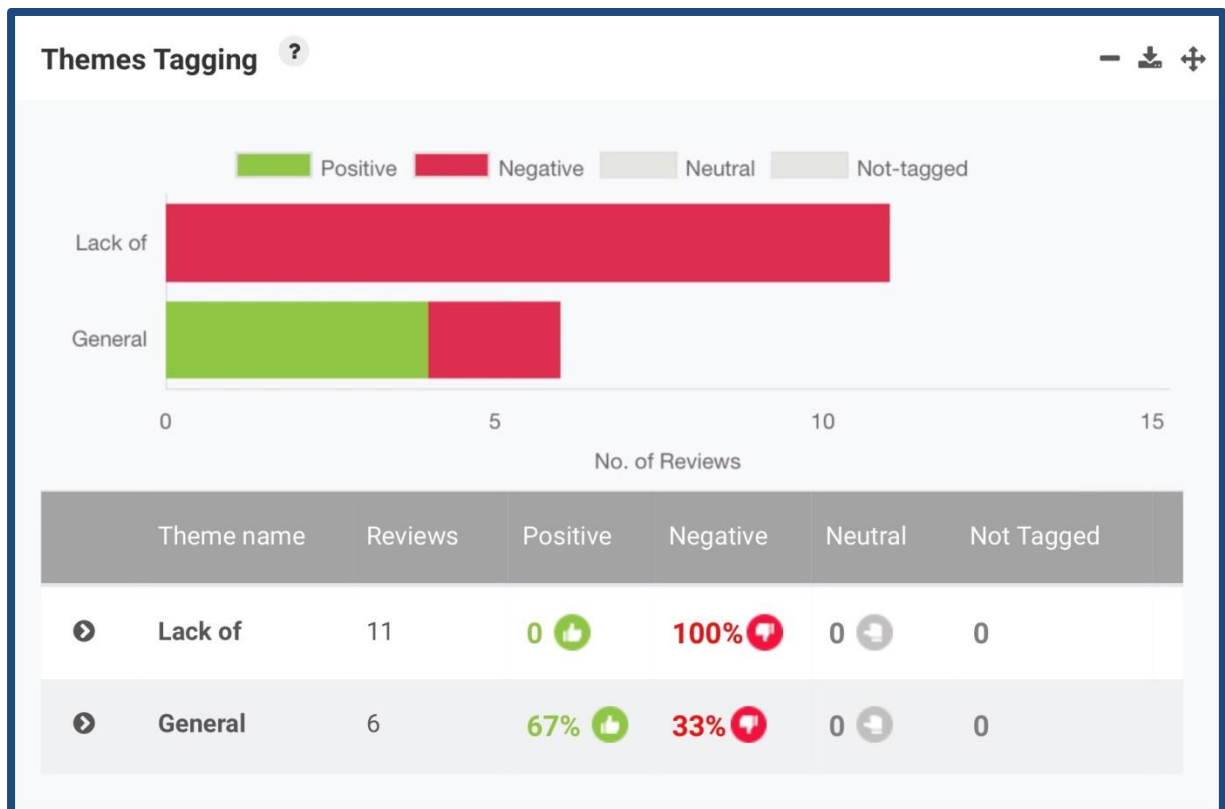 Themes Tagging ?
Positive Negative Neutral Not-tagged
Lack of
General
0 5 10 15
No. of Reviews
Theme name Reviews Positive Negative Neutral Not Tagged
Lack of 11 0 100% 0 0
General 6 67% 33% 0 0